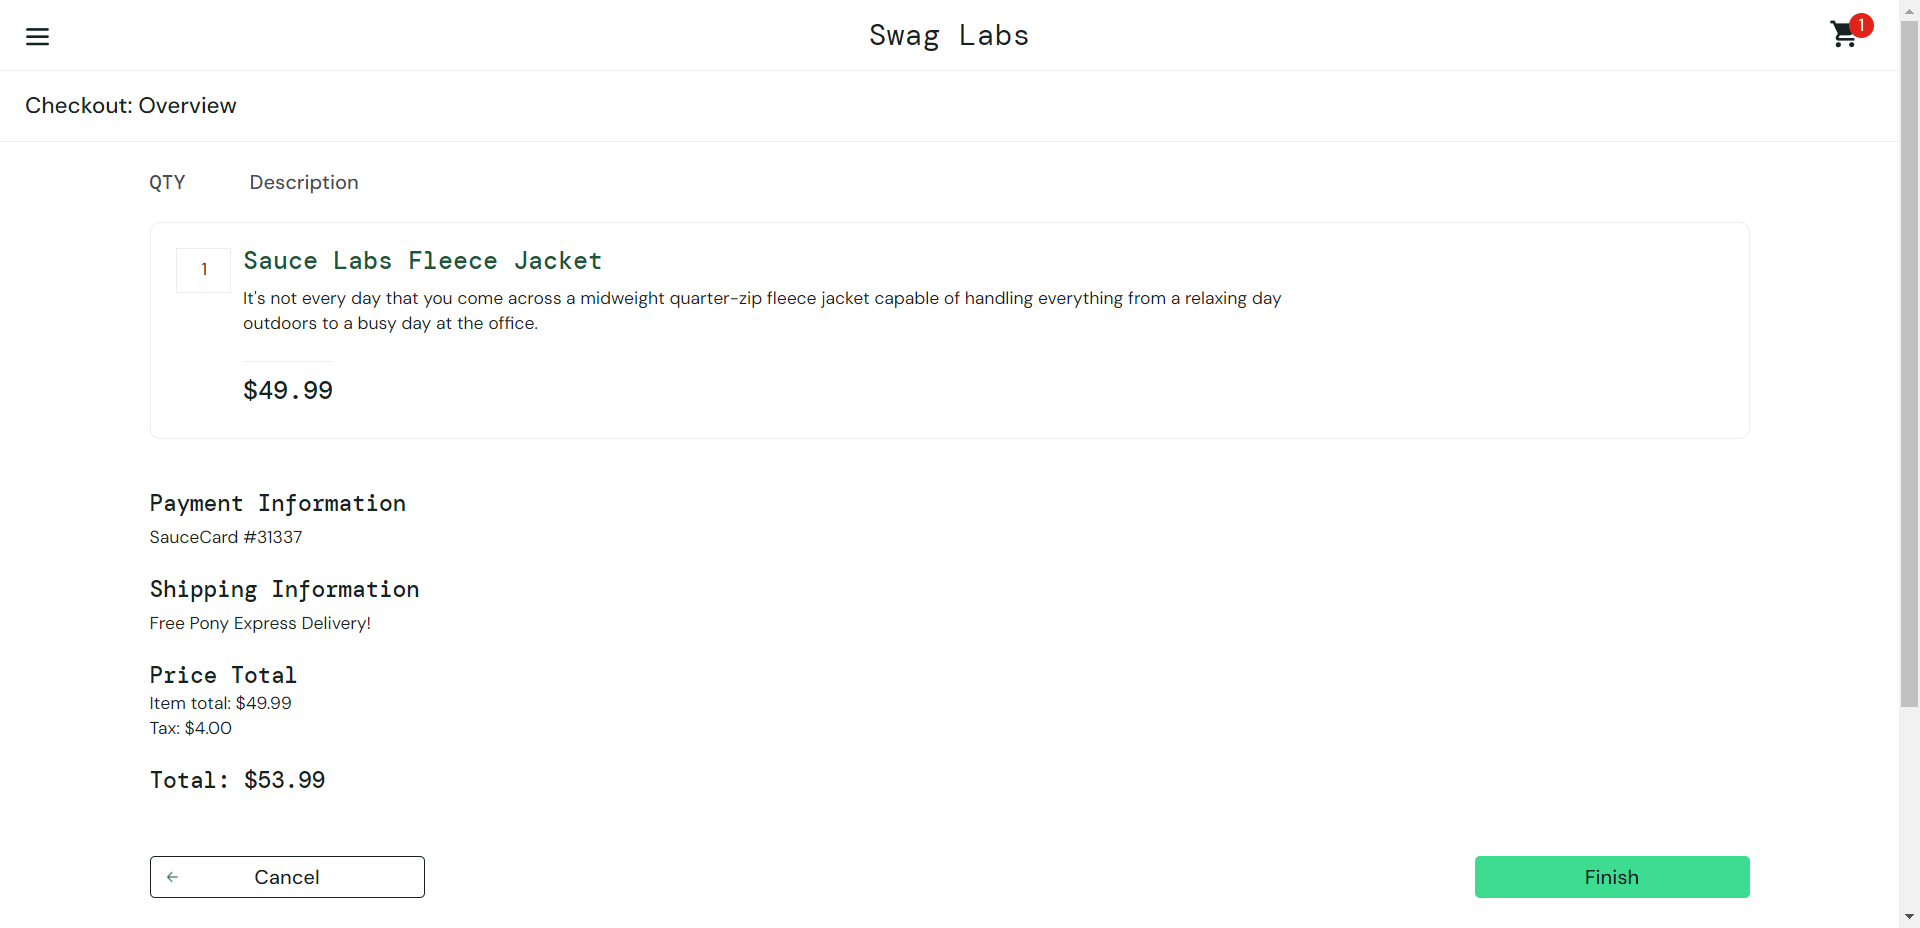 Swag Labs
1
Checkout: Overview
QTY Description
1
Sauce Labs Fleece Jacket
It's not every day that you come across a midweight quarter-zip fleece jacket capable of handling everything from a relaxing day
outdoors to a busy day at the office.
$49.99
Payment Information
SauceCard #31337
Shipping Information
Free Pony Express Delivery!
Price Total
Item total: $49.99
Tax: $4.00
Total: $53.99
Cancel
Finish